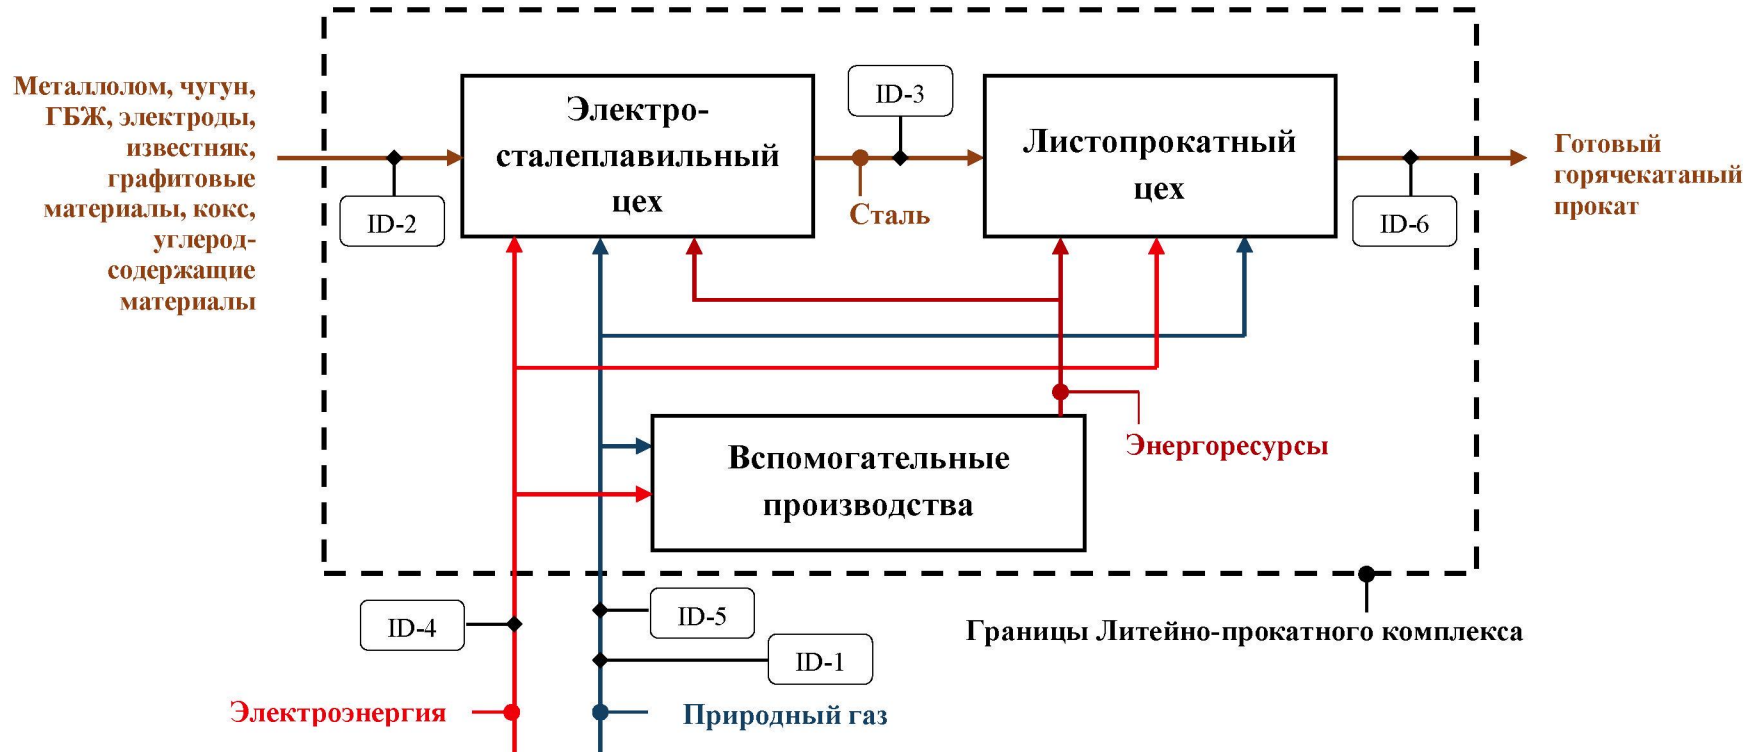 Металлолом, чугун,
ГБЖ, электроды,
известняк,
графитовые
материалы, кокс,
углерод-
содержащие
материалы
ID-2
Электро-
сталеплавильный
цех
ID-3
Сталь
Листопрокатный
цех
ID-6
Готовый
горячекатаный
прокат
Энергоресурсы
Вспомогательные
производства
ID-4
ID-5
ID-1
Границы Литейно-прокатного комплекса
Электроэнергия
Природный газ